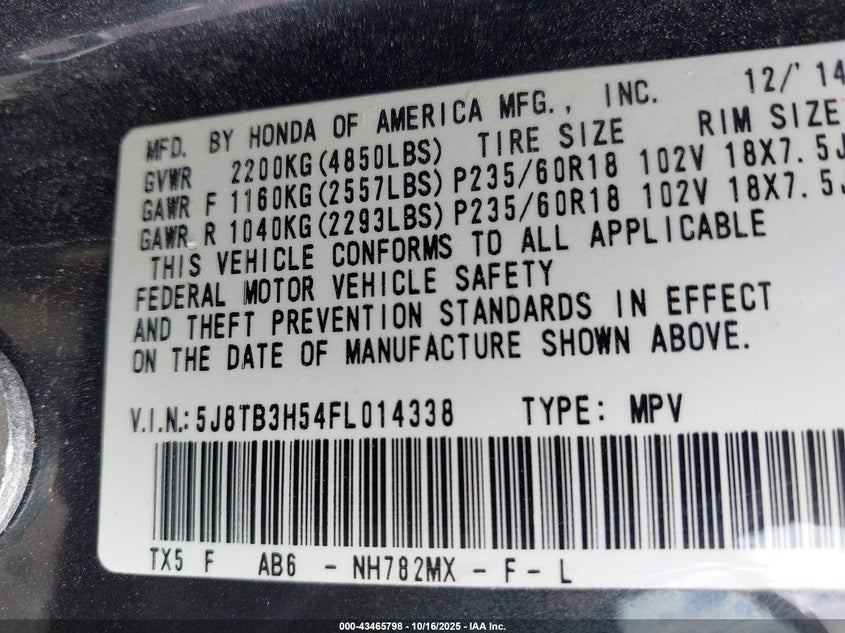 12/'14
MFD. BY HONDA OF AMERICA MFG., INC.
GVWR 2200KG(4850LBS) TIRE SIZE RIM SIZE
GAWR F 1160KG(2557LBS) P235/60R18 102V 18X7.5J
GAWR R 1040KG(2293LBS) P235/60R18 102V 18X7.5J
THIS VEHICLE CONFORMS TO ALL APPLICABLE
FEDERAL MOTOR VEHICLE SAFETY
AND THEFT PREVENTION STANDARDS IN EFFECT
ON THE DATE OF MANUFACTURE SHOWN ABOVE.
V.I.N.: 5J8TB3H54FL014338 TYPE: MPV
TX5 F AB6 - NH782MX - F - L
000-43465798 - 10/16/2025 - IAA Inc.